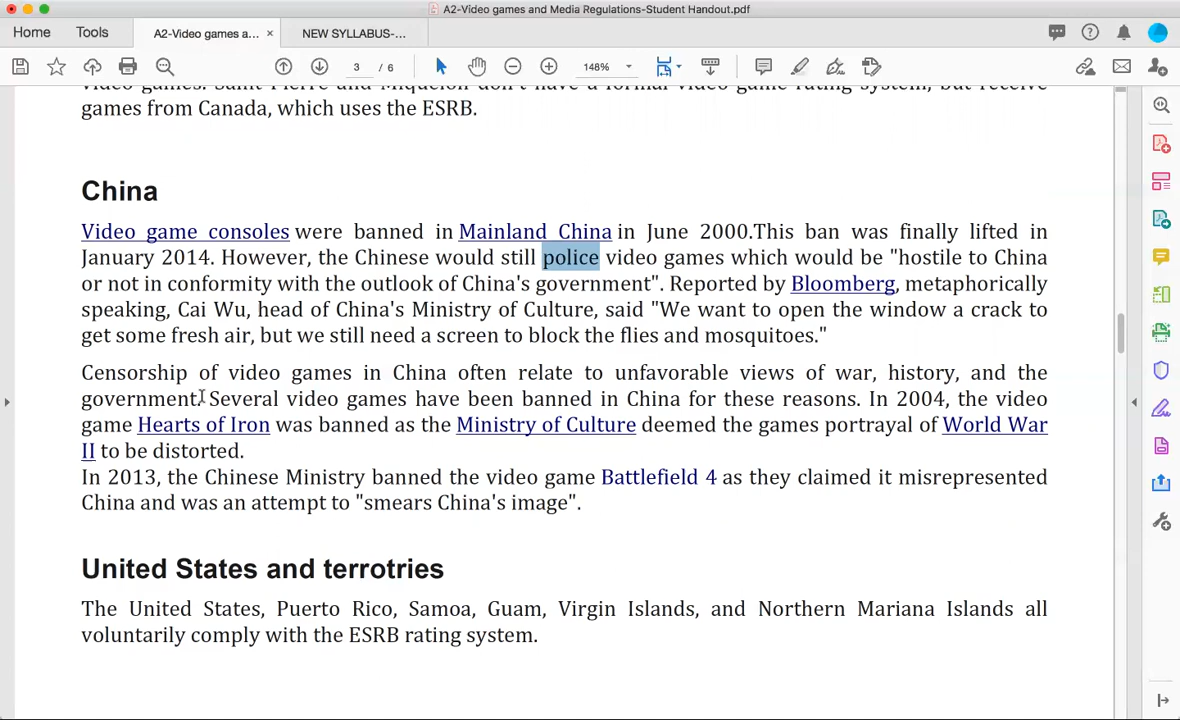 A2-Video games and Media Regulations-Student Handout.pdf
Home Tools A2-Video games a... × NEW SYLLABUS-...
3 / 6 148%
games from Canada, which uses the ESRB.
China
Video game consoles were banned in Mainland China in June 2000.This ban was finally lifted in
January 2014. However, the Chinese would still police video games which would be "hostile to China
or not in conformity with the outlook of China's government". Reported by Bloomberg, metaphorically
speaking, Cai Wu, head of China's Ministry of Culture, said "We want to open the window a crack to
get some fresh air, but we still need a screen to block the flies and mosquitoes."
Censorship of video games in China often relate to unfavorable views of war, history, and the
government. Several video games have been banned in China for these reasons. In 2004, the video
game Hearts of Iron was banned as the Ministry of Culture deemed the games portrayal of World War
II to be distorted.
In 2013, the Chinese Ministry banned the video game Battlefield 4 as they claimed it misrepresented
China and was an attempt to "smears China's image".
United States and terrotries
The United States, Puerto Rico, Samoa, Guam, Virgin Islands, and Northern Mariana Islands all
voluntarily comply with the ESRB rating system.